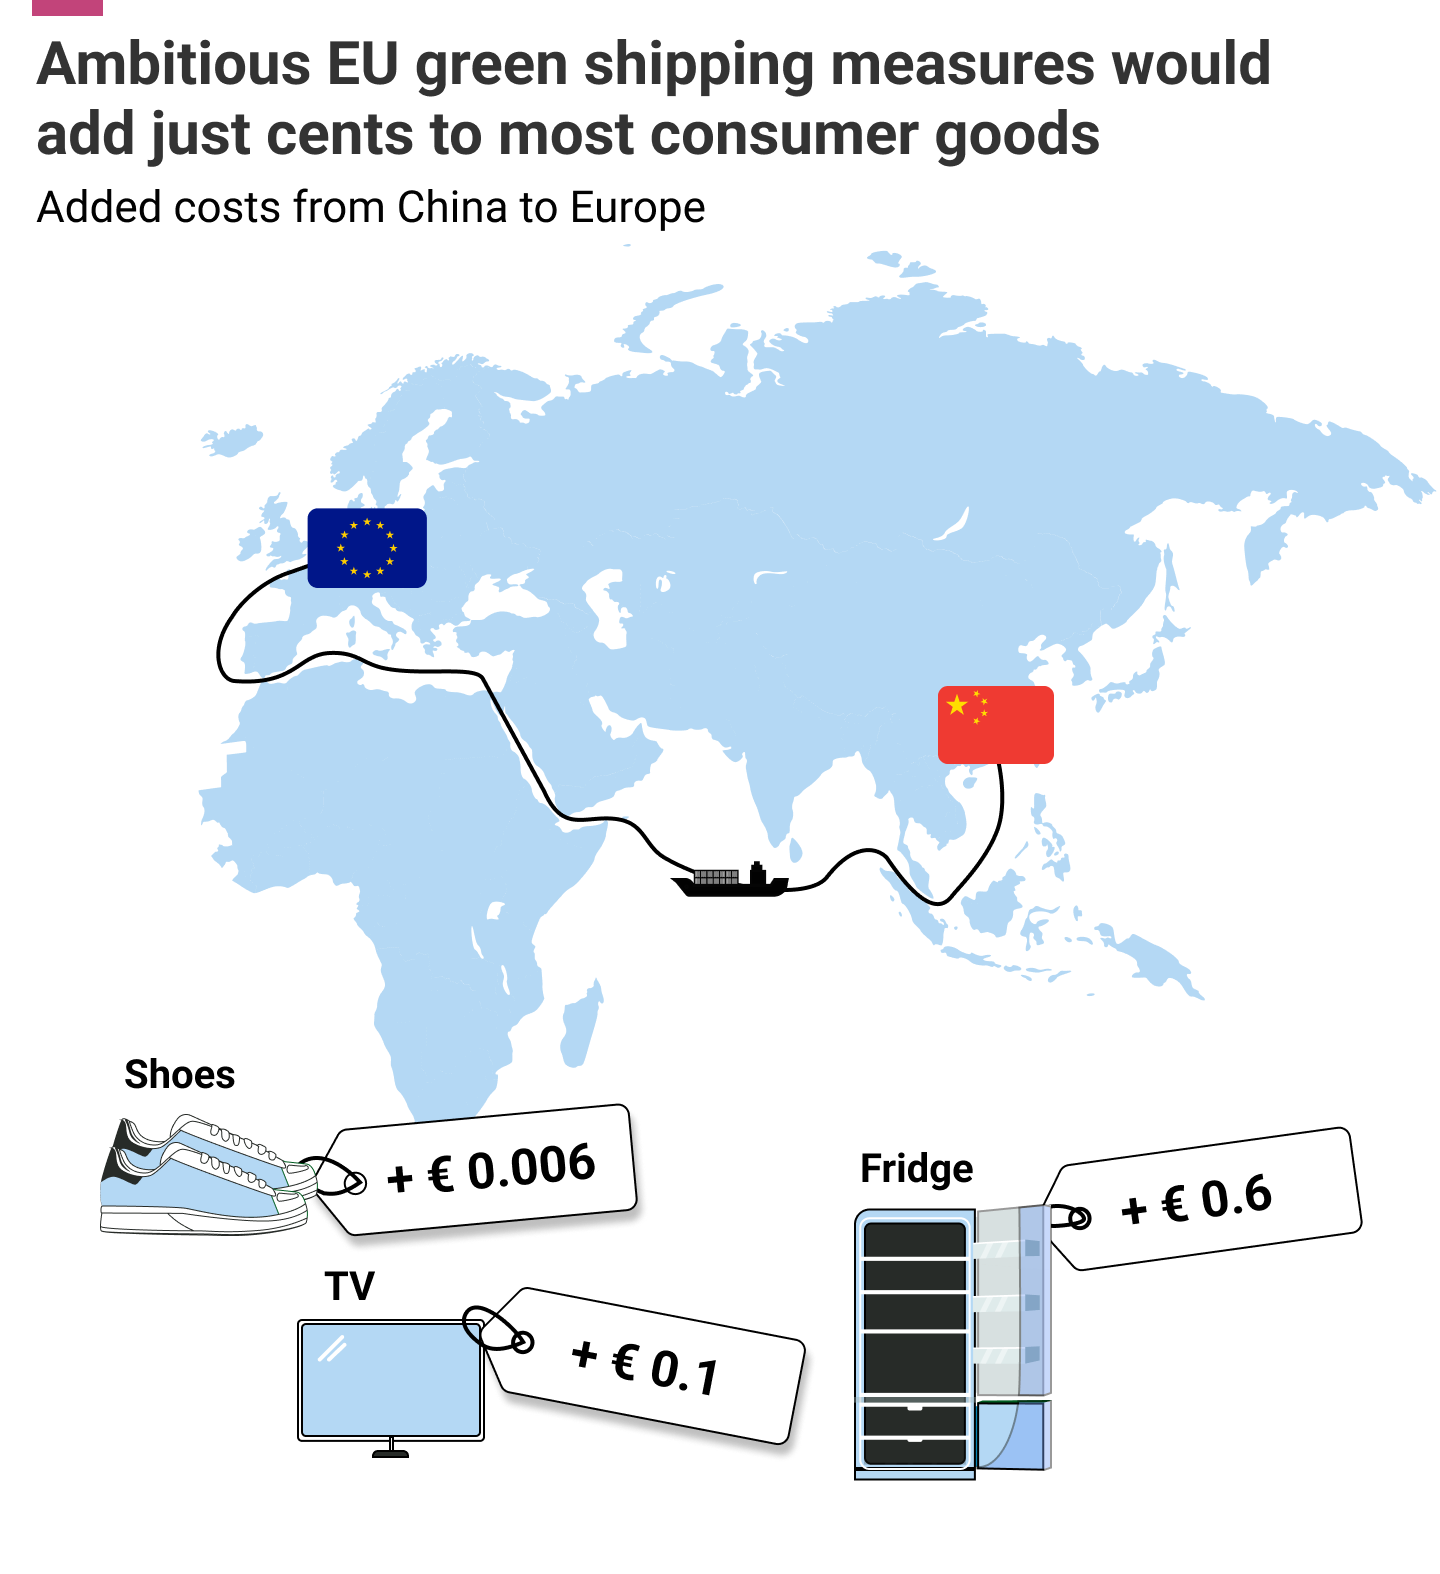 Ambitious EU green shipping measures would
add just cents to most consumer goods
Added costs from China to Europe
Shoes
+ € 0.006
Fridge
+ € 0.6
TV
+ € 0.1